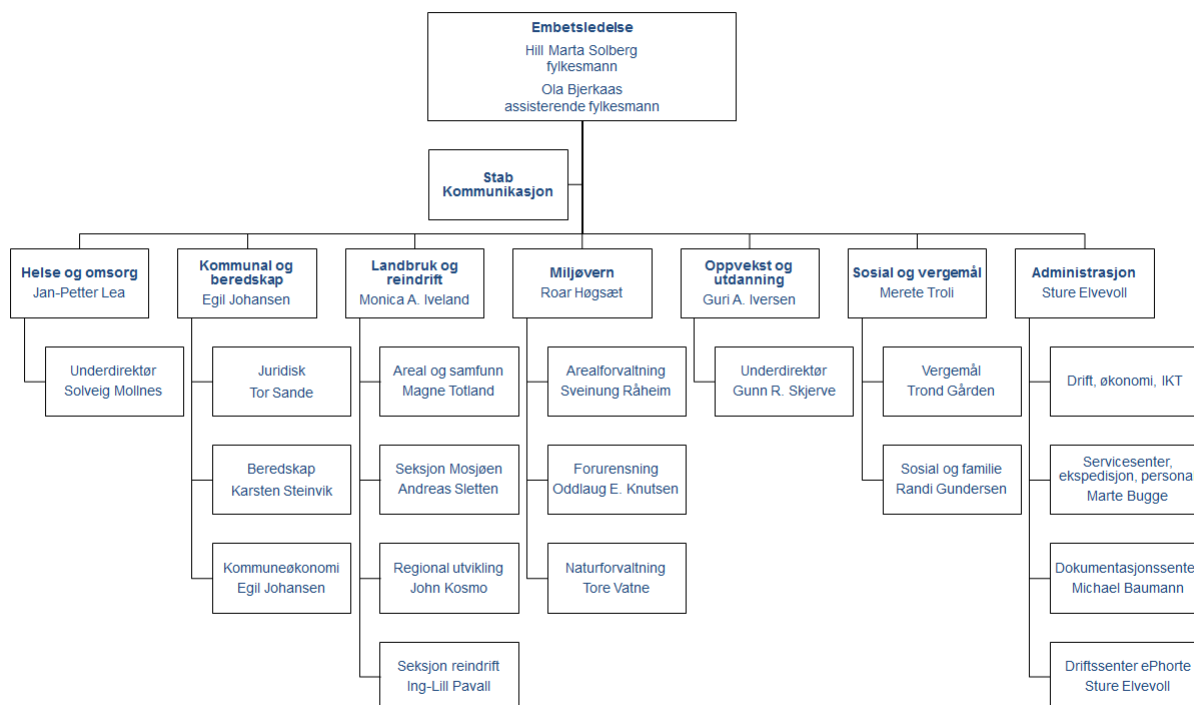 Embetsledelse
Hill Marta Solberg
fylkesmann
Ola Bjerkaas
assisterende fylkesmann
Stab
Kommunikasjon
Helse og omsorg
Jan-Petter Lea
Kommunal og
beredskap
Egil Johansen
Landbruk og
reindrift
Monica A. Iveland
Miljøvern
Roar Høgsæt
Oppvekst og
utdanning
Guri A. Iversen
Sosial og vergemål
Merete Troli
Administrasjon
Sture Elvevoll
Underdirektør
Solveig Mollnes
Juridisk
Tor Sande
Areal og samfunn
Magne Totland
Arealforvaltning
Sveinung Råheim
Underdirektør
Gunn R. Skjerve
Vergemål
Trond Gården
Drift, økonomi, IKT
Beredskap
Karsten Steinvik
Seksjon Mosjøen
Andreas Sletten
Forurensning
Oddlaug E. Knutsen
Sosial og familie
Randi Gundersen
Servicesenter,
ekspedisjon, persona
Marte Bugge
Kommuneøkonomi
Egil Johansen
Regional utvikling
John Kosmo
Naturforvaltning
Tore Vatne
Dokumentasjonssente
Michael Baumann
Seksjon reindrift
Ing-Lill Pavall
Driftssenter ePhorte
Sture Elvevoll